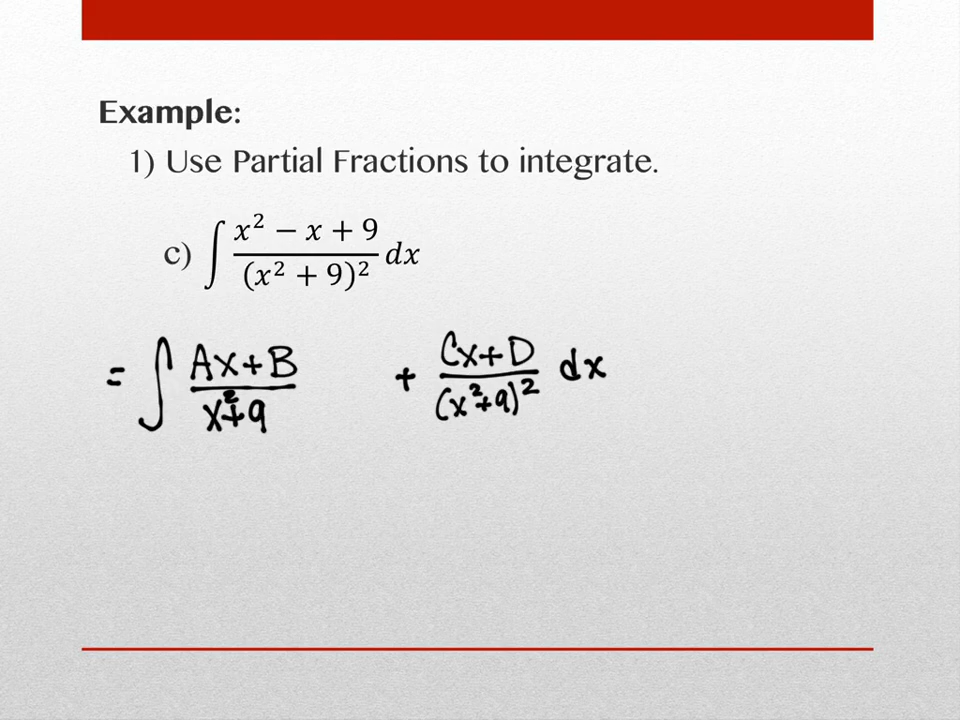 Example:
1) Use Partial Fractions to integrate.
c) ∫ (x² − x + 9)/((x² + 9)²) dx
= ∫ (Ax+B)/(x²+9) + (Cx+D)/((x²+9)²) dx